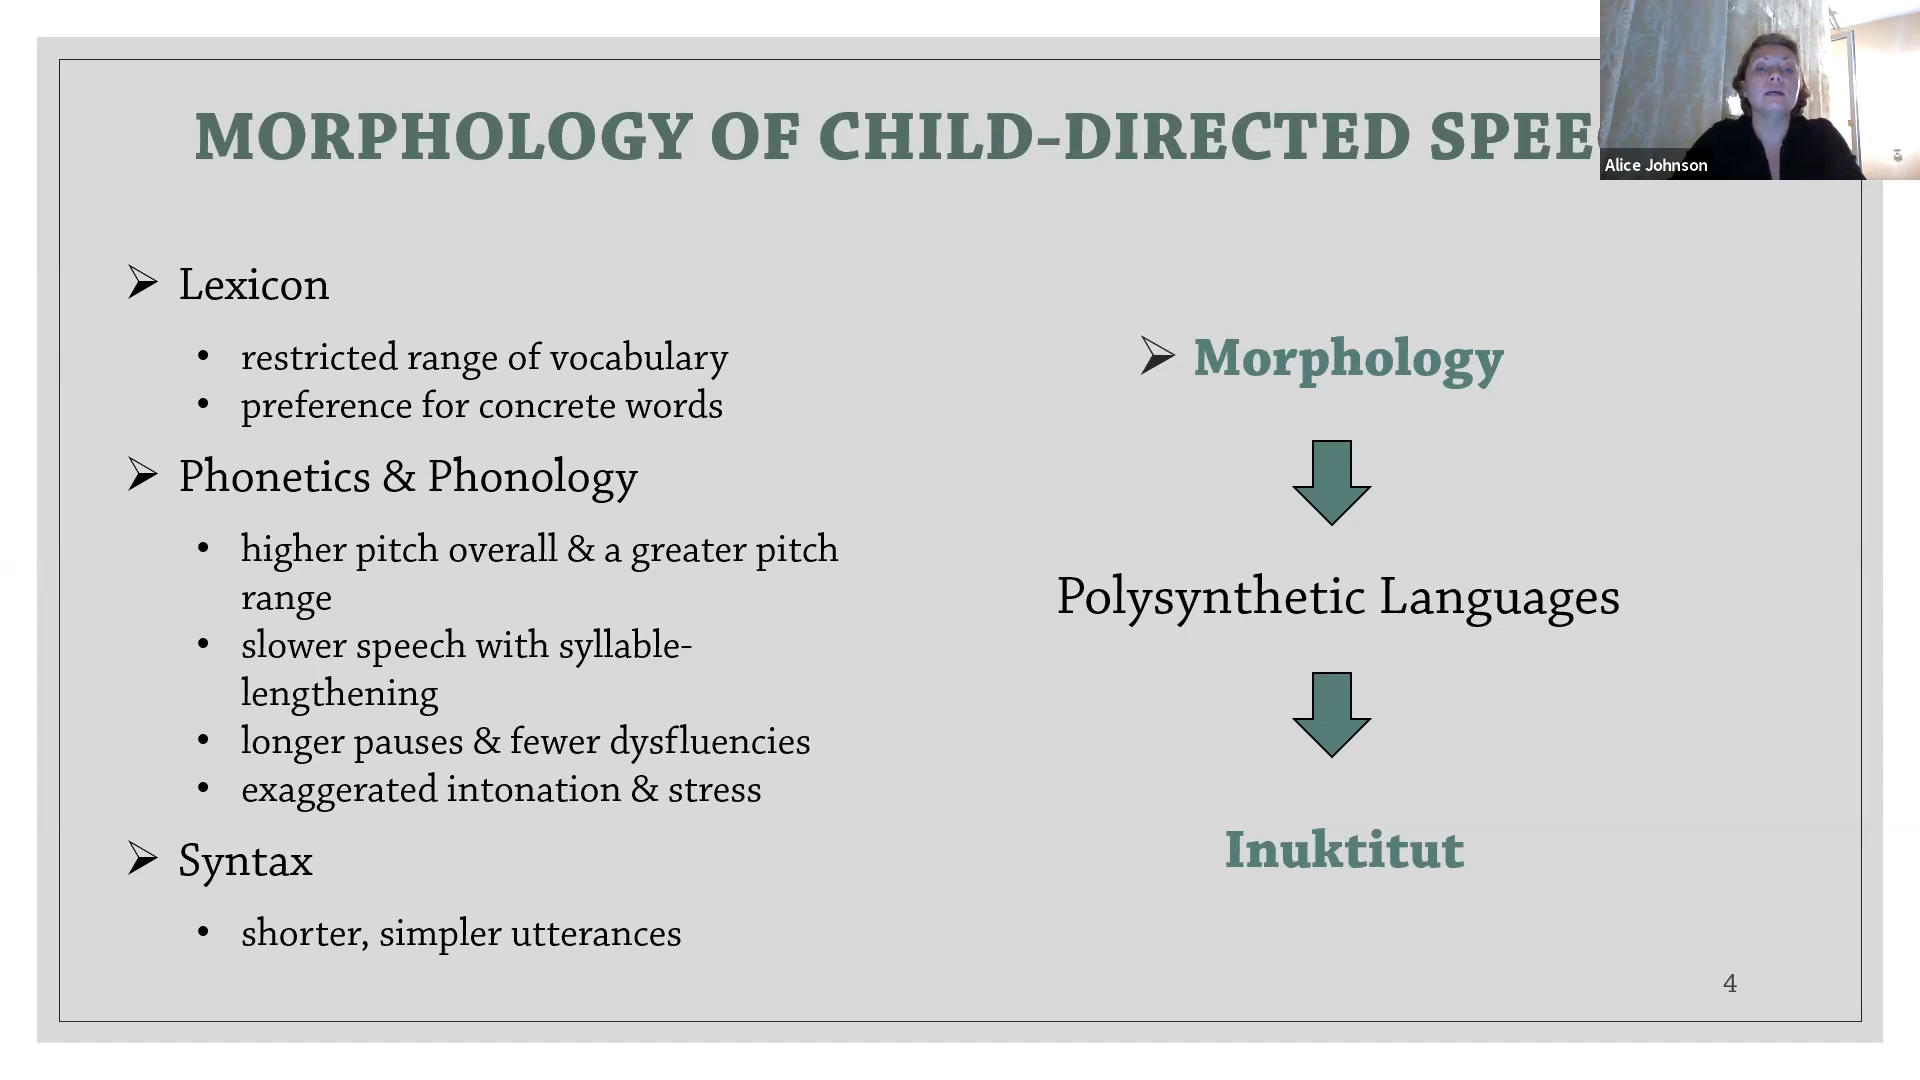 MORPHOLOGY OF CHILD-DIRECTED
Alice Johnson
➢ Lexicon
• restricted range of vocabulary
• preference for concrete words
➢ Phonetics & Phonology
• higher pitch overall & a greater pitch
range
• slower speech with syllable-
lengthening
• longer pauses & fewer dysfluencies
• exaggerated intonation & stress
➢ Syntax
• shorter, simpler utterances
➢ Morphology
Polysynthetic Languages
Inuktitut
4